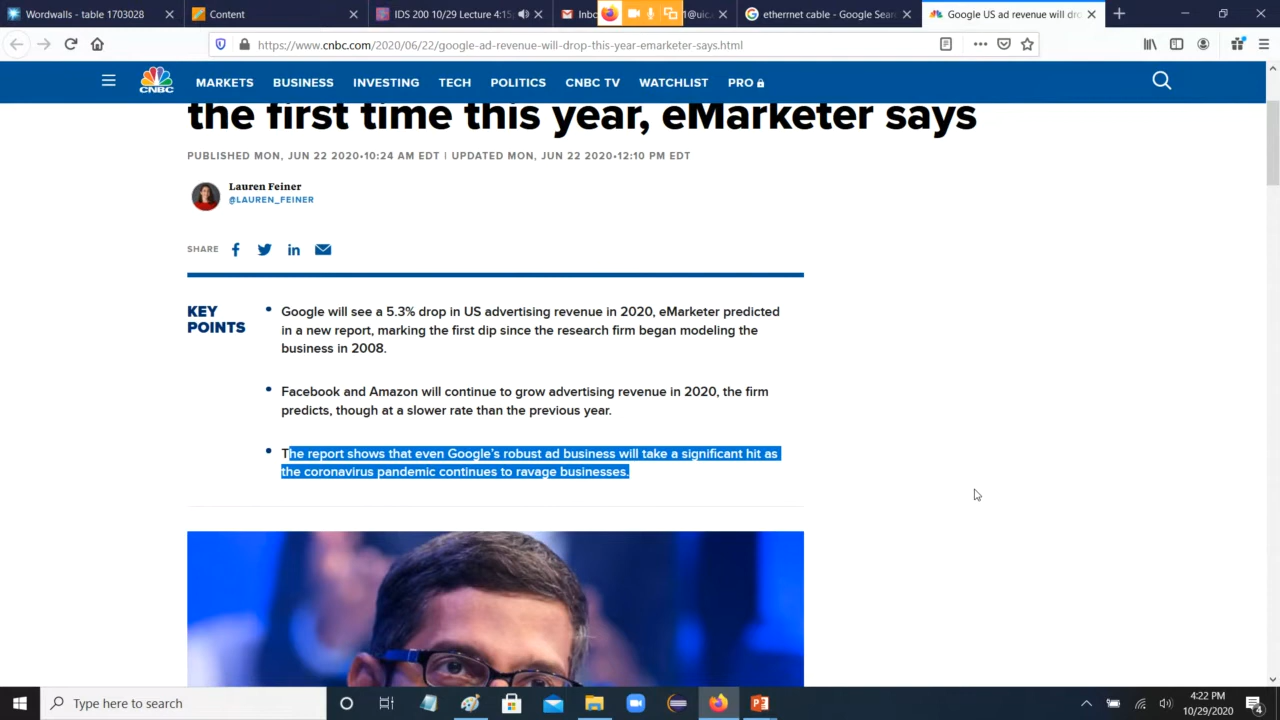 Wordwalls - table 1703028
Content
IDS 200 10/29 Lecture 4:15
Inbo
1@uic.e
ethermet cable - Google Sear
Google US ad revenue will dro
https://www.cnbc.com/2020/06/22/google-ad-revenue-will-drop-this-year-emarketer-says.html
CNBC
MARKETS BUSINESS INVESTING TECH POLITICS CNBC TV WATCHLIST PRO
the first time this year, eMarketer says
PUBLISHED MON, JUN 22 2020•10:24 AM EDT | UPDATED MON, JUN 22 2020•12:10 PM EDT
Lauren Feiner
@LAUREN_FEINER
SHARE
KEY
POINTS
Google will see a 5.3% drop in US advertising revenue in 2020, eMarketer predicted
in a new report, marking the first dip since the research firm began modeling the
business in 2008.
Facebook and Amazon will continue to grow advertising revenue in 2020, the firm
predicts, though at a slower rate than the previous year.
The report shows that even Google's robust ad business will take a significant hit as
the coronavirus pandemic continues to ravage businesses.
Type here to search
4:22 PM
10/29/2020
4